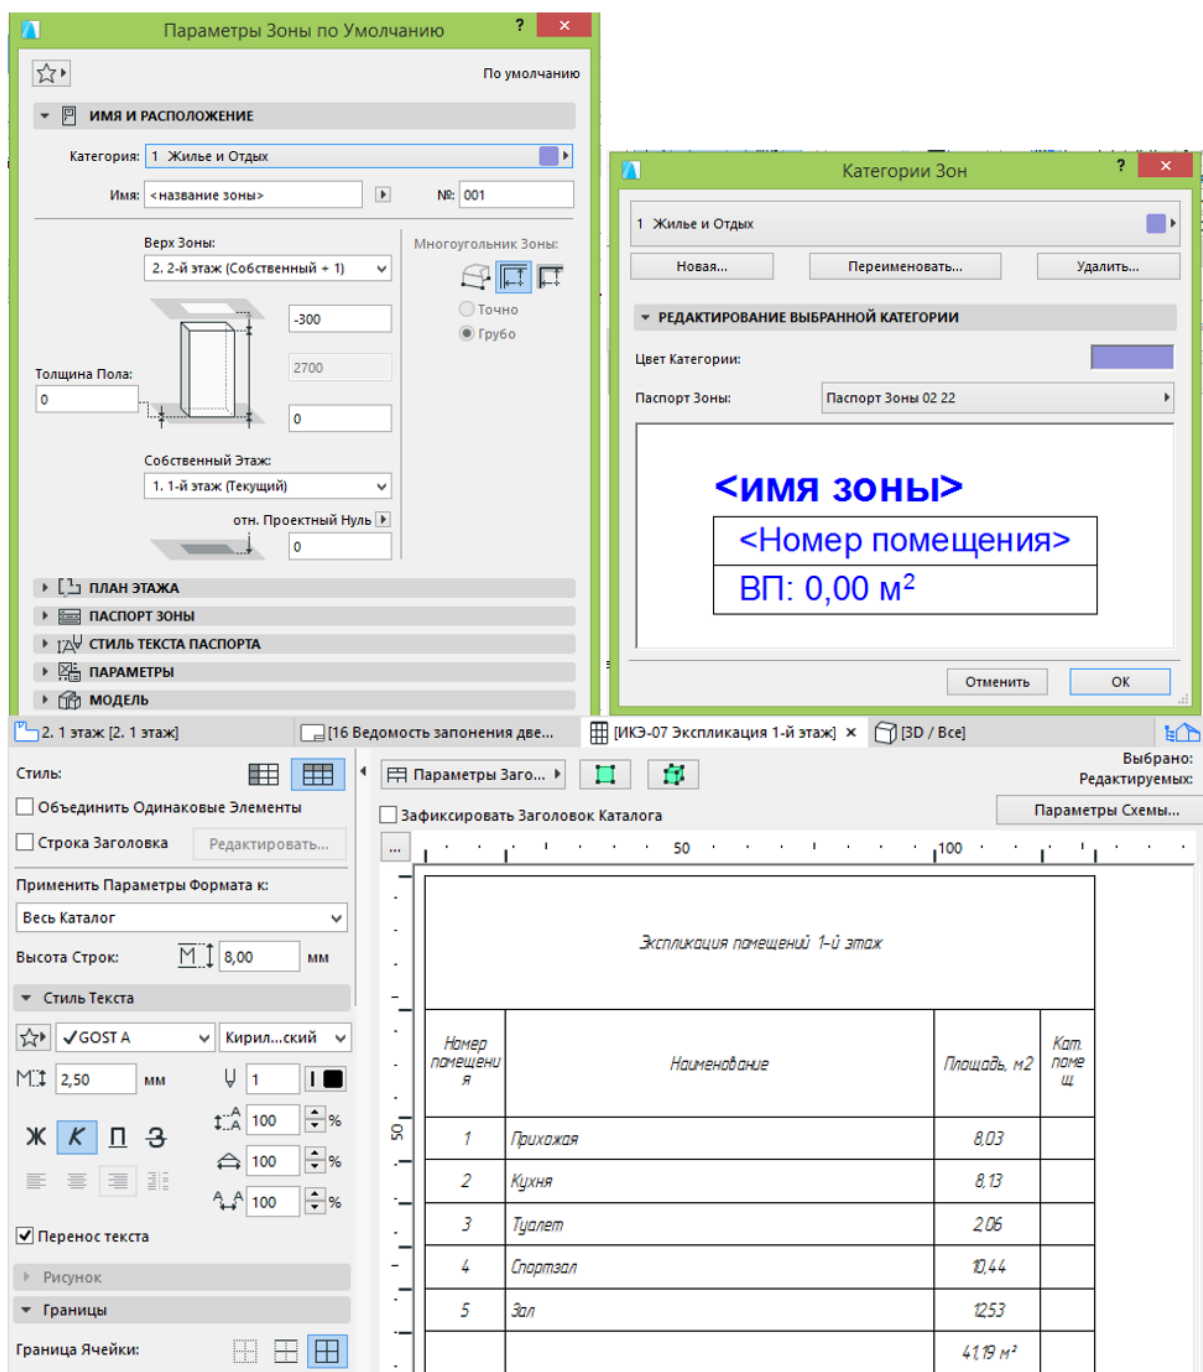 Параметры Зоны по Умолчанию ? ×
По умолчанию
ИМЯ И РАСПОЛОЖЕНИЕ
Категория: 1 Жилье и Отдых
Имя: <название зоны> №: 001
Верх Зоны:
2. 2-й этаж (Собственный + 1)
Многоугольник Зоны:
Точно
Грубо
-300
2700
Толщина Пола:
0
0
Собственный Этаж:
1. 1-й этаж (Текущий)
отн. Проектный Нуль
0
ПЛАН ЭТАЖА
ПАСПОРТ ЗОНЫ
СТИЛЬ ТЕКСТА ПАСПОРТА
ПАРАМЕТРЫ
МОДЕЛЬ
Категории Зон ? ×
1 Жилье и Отдых
Новая... Переименовать... Удалить...
РЕДАКТИРОВАНИЕ ВЫБРАННОЙ КАТЕГОРИИ
Цвет Категории:
Паспорт Зоны: Паспорт Зоны 02 22
<имя зоны>
<Номер помещения>
ВП: 0,00 м²
Отменить ОК
2. 1 этаж [2. 1 этаж] [16 Ведомость запонения две... [ИКЭ-07 Экспликация 1-й этаж] × [3D / Все]
Стиль:
Объединить Одинаковые Элементы
Строка Заголовка Редактировать...
Применить Параметры Формата к:
Весь Каталог
Высота Строк: 8,00 мм
Стиль Текста
GOST A Кирил...ский
2,50 мм 1
100 %
Ж К П З
100 %
100 %
Перенос текста
Рисунок
Границы
Граница Ячейки:
Параметры Заго...
Выбрано:
Редактируемых:
Зафиксировать Заголовок Каталога
Параметры Схемы...
... 50 100
50
Экспликация помещений 1-й этаж
Номер помещени я Наименование Площадь, м2 Кат. поме щ.
1 Прихожая 8,03
2 Кухня 8,13
3 Туалет 2,06
4 Спортзал 10,44
5 Зал 12,53
41,19 м²